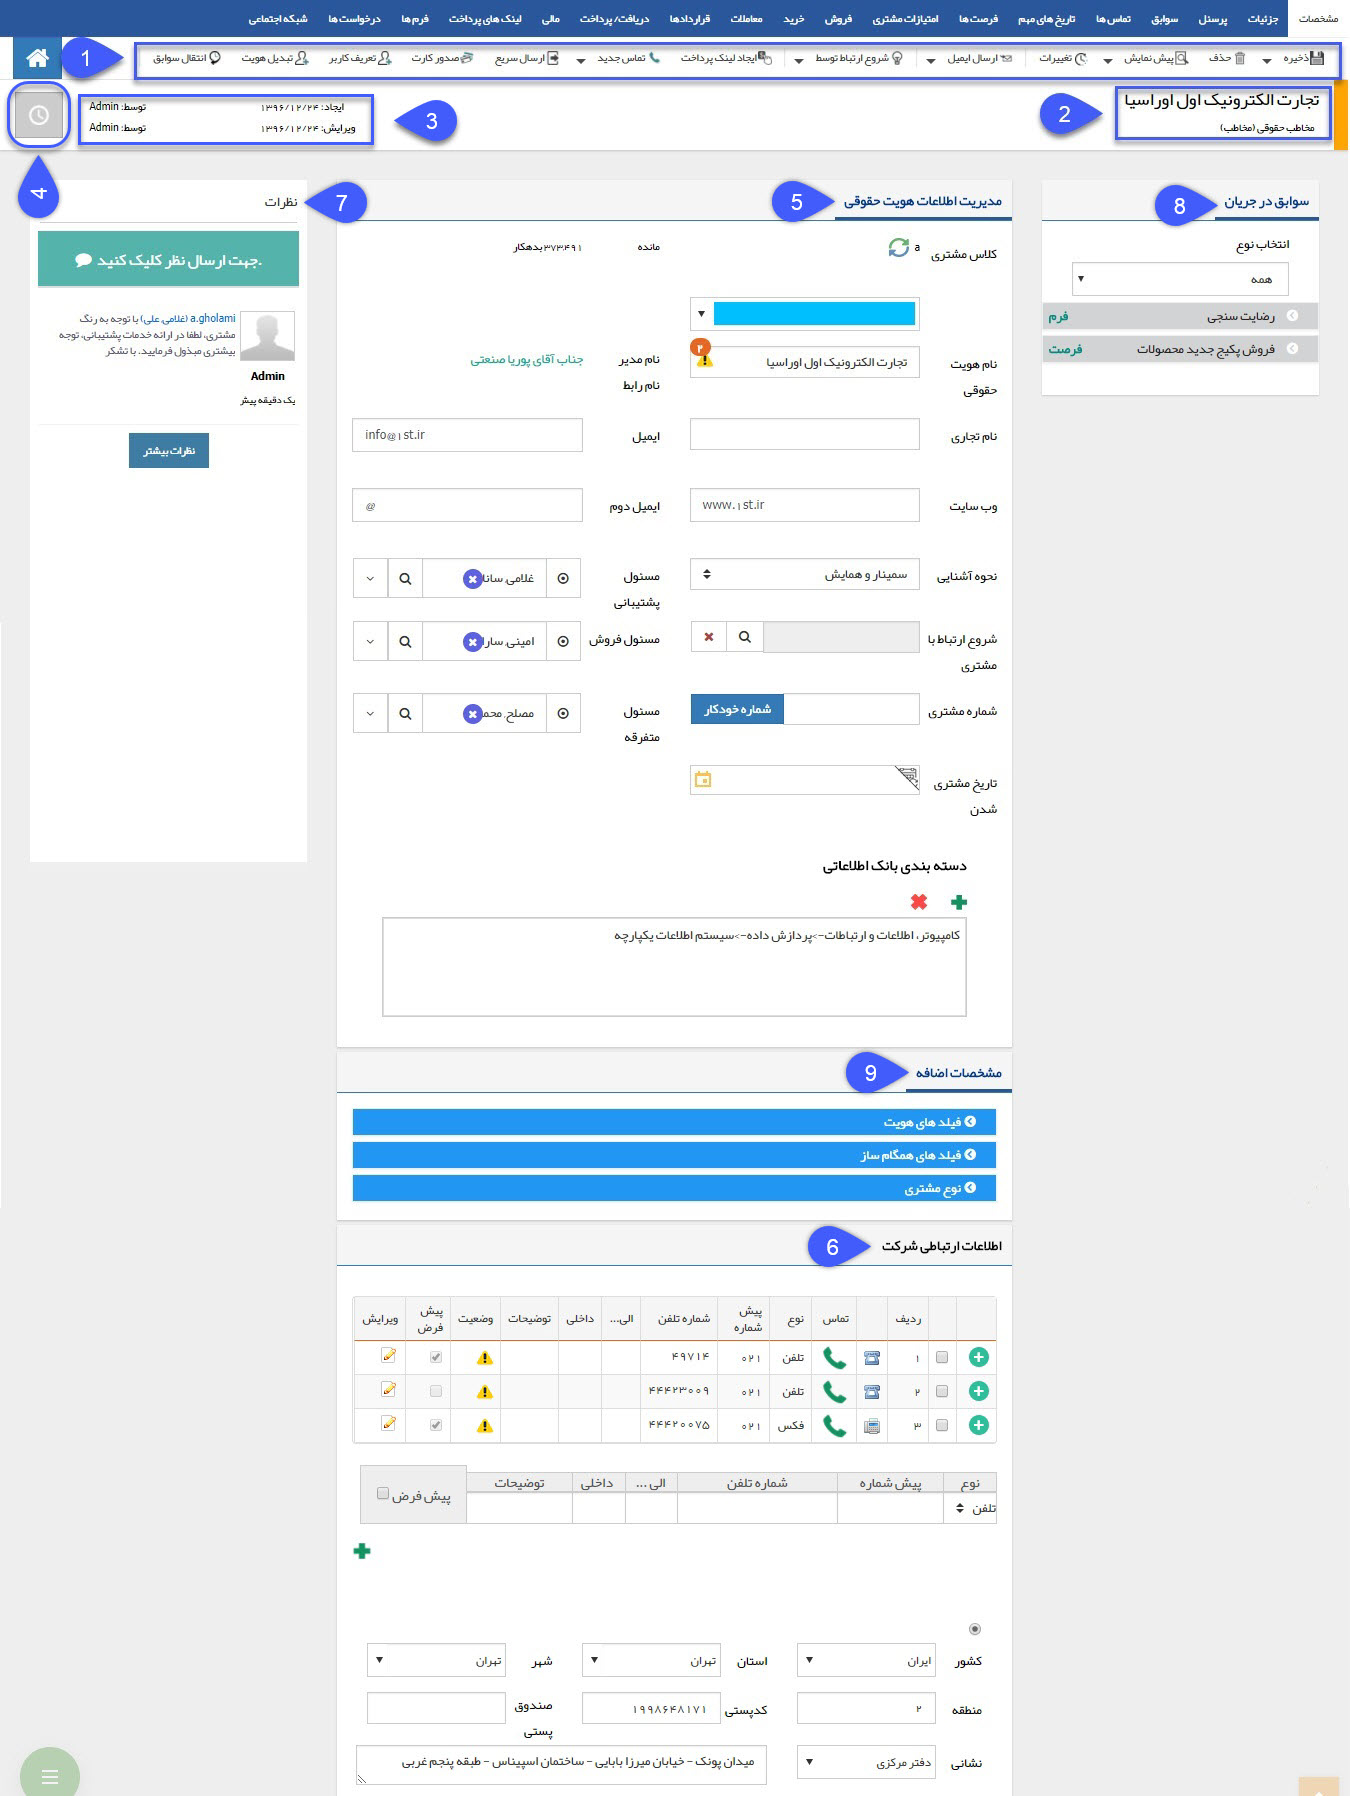 مشخصات جزئیات پرسنل سوابق تماس ها تاریخ های مهم فرصت ها امتیازات مشتری فروش خرید معاملات قراردادها دریافت/ پرداخت مالی لینک های پرداخت فرم ها درخواست ها شبکه اجتماعی
ذخیره حذف پیش نمایش تغییرات ارسال ایمیل شروع ارتباط توسط ایجاد لینک پرداخت تماس جدید ارسال سریع صدور کارت تعریف کاربر تبدیل هویت انتقال سوابق
1
تجارت الکترونیک اول اوراسیا
مخاطب حقوقی (مخاطب)
2
ایجاد: ۱۳۹۶/۱۲/۲۴ توسط: Admin
ویرایش: ۱۳۹۶/۱۲/۲۴ توسط: Admin
3
4
سوابق در جریان
8
انتخاب نوع
همه
رضایت سنجی فرم
فروش پکیج جدید محصولات فرصت
مدیریت اطلاعات هویت حقوقی
5
کلاس مشتری a
مانده ۳۷۳,۴۹۱ بدهکار
نام هویت حقوقی تجارت الکترونیک اول اوراسیا ۳
نام مدیر جناب آقای پوریا صنعتی
نام رابط
نام تجاری
ایمیل info@1st.ir
وب سایت www.1st.ir
ایمیل دوم @
نحوه آشنایی سمینار و همایش
مسئول پشتیبانی غلامی, سانا
شروع ارتباط با مشتری
مسئول فروش امینی, سارا
شماره مشتری شماره خودکار
مسئول متفرقه مصلح, محم
تاریخ مشتری شدن
دسته بندی بانک اطلاعاتی
کامپیوتر، اطلاعات و ارتباطات->پردازش داده->سیستم اطلاعات یکپارچه
مشخصات اضافه
9
فیلد های هویت
فیلد های همگام ساز
نوع مشتری
اطلاعات ارتباطی شرکت
6
ردیف تماس نوع پیش شماره شماره تلفن الی... داخلی توضیحات وضعیت پیش فرض ویرایش
۱ تلفن ۰۲۱ ۴۹۷۱۴
۲ تلفن ۰۲۱ ۴۴۴۲۳۰۰۹
۳ فکس ۰۲۱ ۴۴۴۲۰۰۷۵
نوع پیش شماره شماره تلفن الی ... داخلی توضیحات پیش فرض
تلفن
کشور ایران استان تهران شهر تهران
منطقه ۲ کدپستی ۱۹۹۸۶۴۸۱۷۱ صندوق پستی
نشانی دفتر مرکزی میدان پونک - خیابان میرزا بابایی - ساختمان اسپیناس - طبقه پنجم غربی
نظرات
7
جهت ارسال نظر کلیک کنید.
a.gholami (غلامی,علی) با توجه به رنگ
مشتری، لطفا در ارائه خدمات پشتیبانی، توجه
بیشتری مبذول فرمایید. با تشکر
Admin
یک دقیقه پیش
نظرات بیشتر